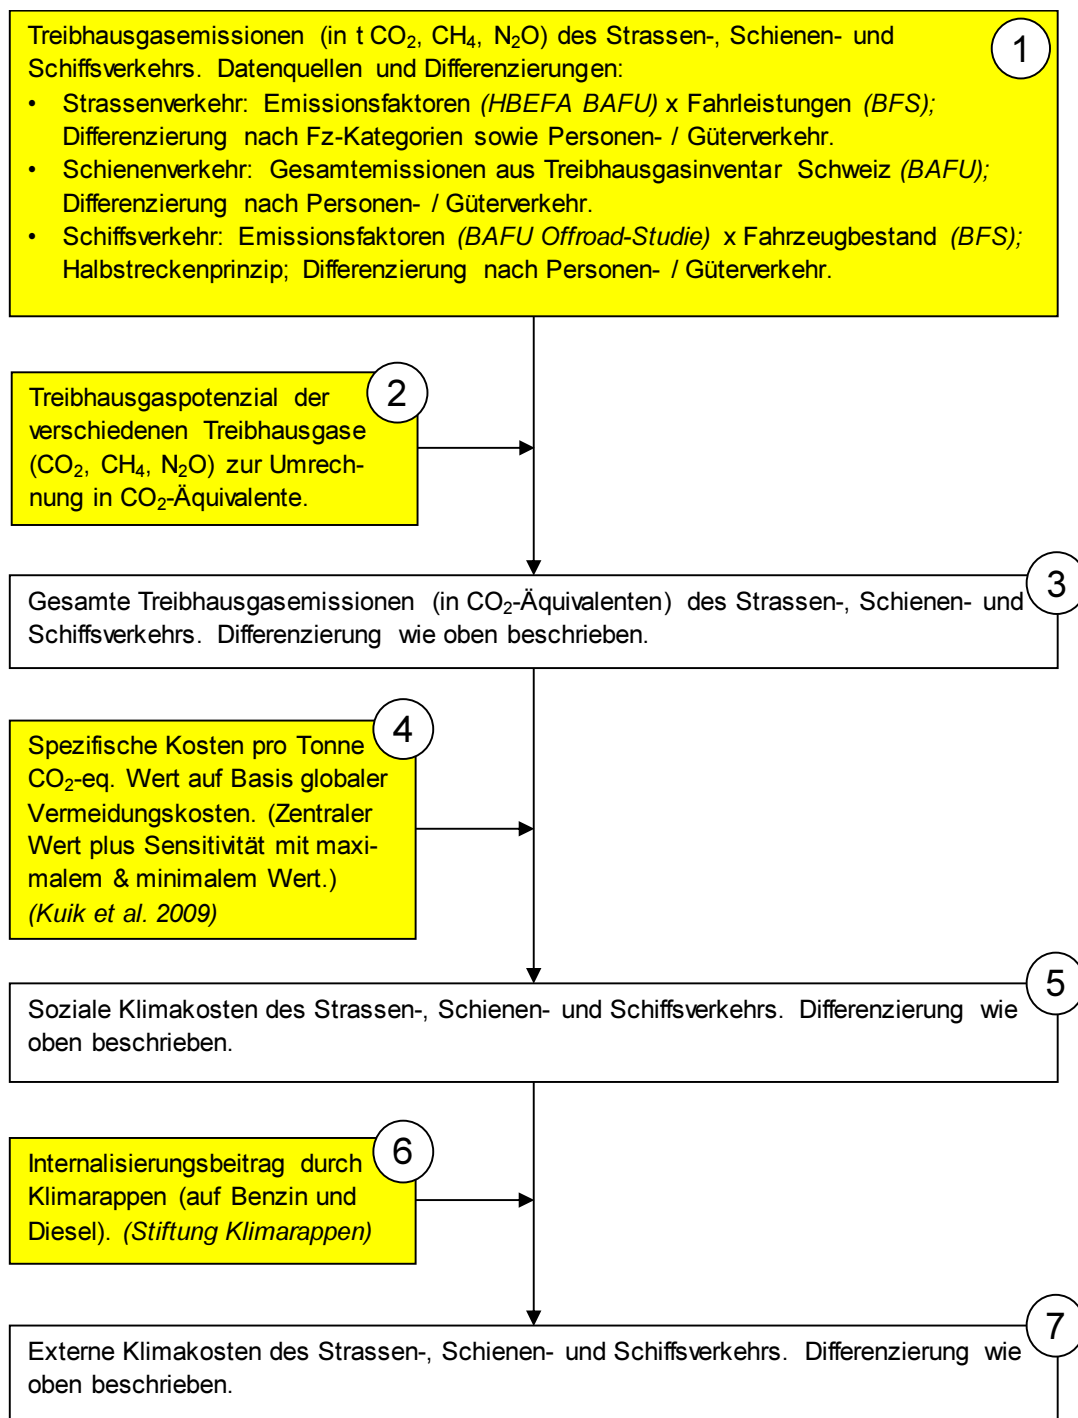 Treibhausgasemissionen (in t CO₂, CH₄, N₂O) des Strassen-, Schienen- und
Schiffsverkehrs. Datenquellen und Differenzierungen:
1
• Strassenverkehr: Emissionsfaktoren (HBEFA BAFU) x Fahrleistungen (BFS);
Differenzierung nach Fz-Kategorien sowie Personen- / Güterverkehr.
• Schienenverkehr: Gesamtemissionen aus Treibhausgasinventar Schweiz (BAFU);
Differenzierung nach Personen- / Güterverkehr.
• Schiffsverkehr: Emissionsfaktoren (BAFU Offroad-Studie) x Fahrzeugbestand (BFS);
Halbstreckenprinzip; Differenzierung nach Personen- / Güterverkehr.
2
Treibhausgaspotenzial der
verschiedenen Treibhausgase
(CO₂, CH₄, N₂O) zur Umrech-
nung in CO₂-Äquivalente.
3
Gesamte Treibhausgasemissionen (in CO₂-Äquivalenten) des Strassen-, Schienen- und
Schiffsverkehrs. Differenzierung wie oben beschrieben.
4
Spezifische Kosten pro Tonne
CO₂-eq. Wert auf Basis globaler
Vermeidungskosten. (Zentraler
Wert plus Sensitivität mit maxi-
malem & minimalem Wert.)
(Kuik et al. 2009)
5
Soziale Klimakosten des Strassen-, Schienen- und Schiffsverkehrs. Differenzierung wie
oben beschrieben.
6
Internalisierungsbeitrag durch
Klimarappen (auf Benzin und
Diesel). (Stiftung Klimarappen)
7
Externe Klimakosten des Strassen-, Schienen- und Schiffsverkehrs. Differenzierung wie
oben beschrieben.